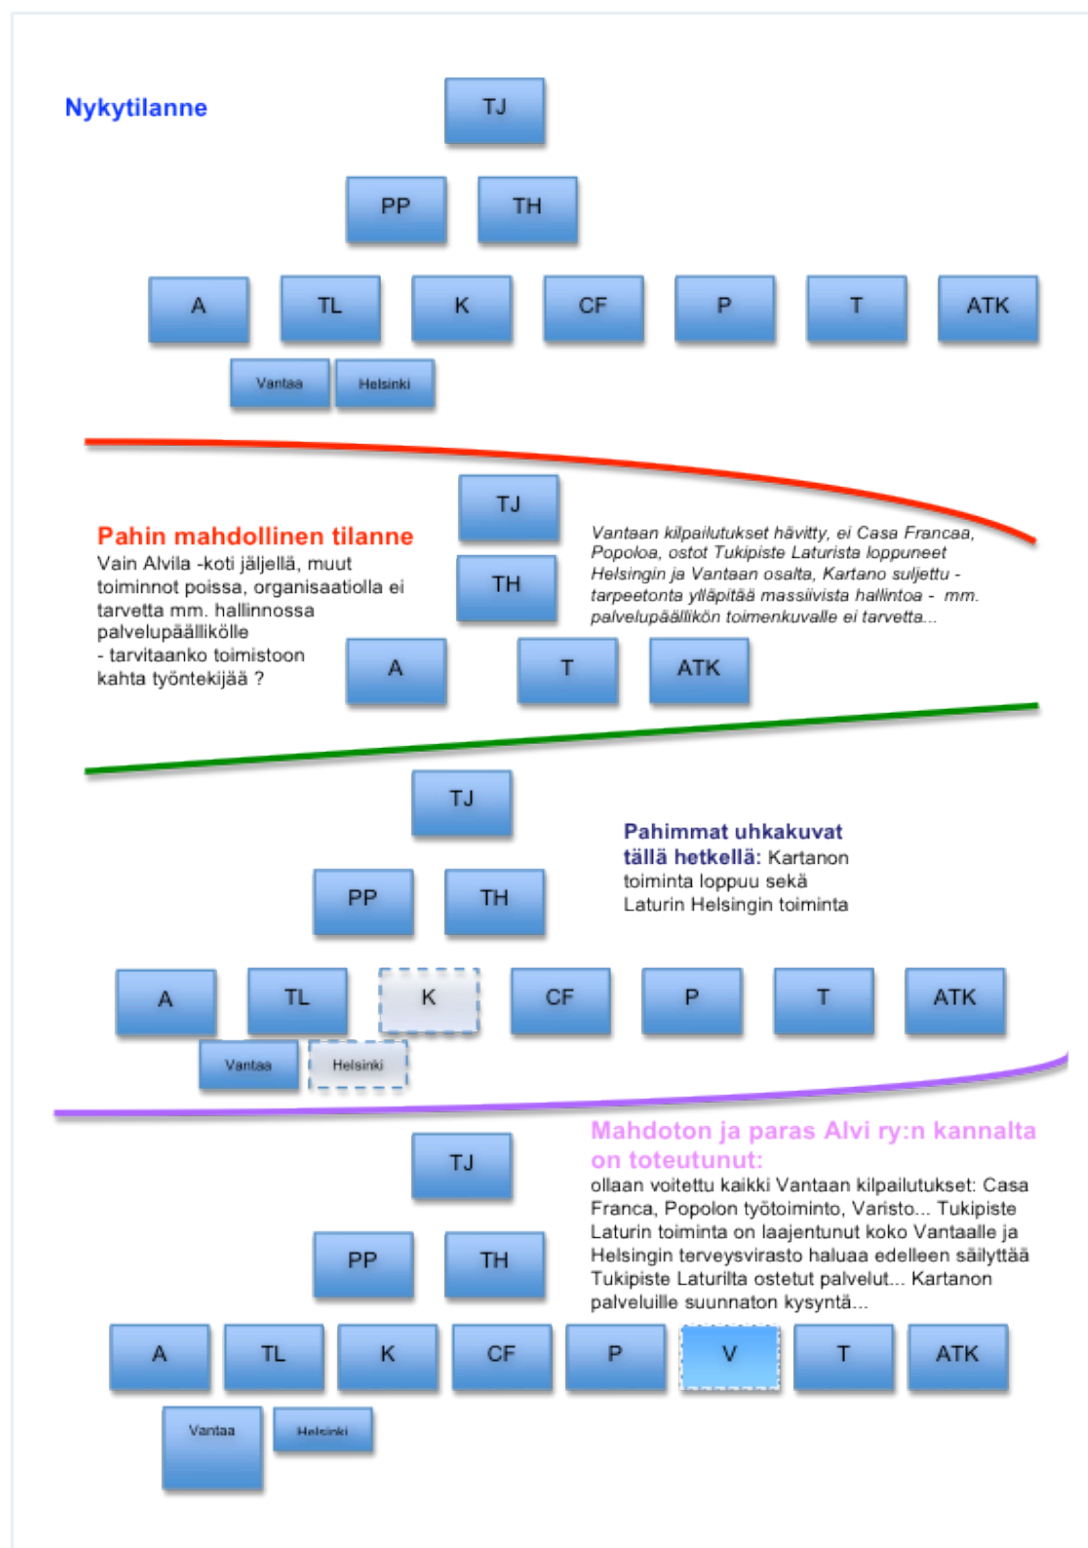 Nykytilanne
TJ
PP TH
A TL K CF P T ATK
Vantaa Helsinki
TJ
Pahin mahdollinen tilanne
Vain Alvila -koti jäljellä, muut
toiminnot poissa, organisaatiolla ei
tarvetta mm. hallinnossa
palvelupäällikölle
- tarvitaanko toimistoon
kahta työntekijää ?
TH
Vantaan kilpailutukset hävitty, ei Casa Francaa,
Popoloa, ostot Tukipiste Laturista loppuneet
Helsingin ja Vantaan osalta, Kartano suljettu -
tarpeetonta ylläpitää massiivista hallintoa - mm.
palvelupäällikön toimenkuvalle ei tarvetta...
A T ATK
TJ
Pahimmat uhkakuvat
tällä hetkellä: Kartanon
toiminta loppuu sekä
Laturin Helsingin toiminta
PP TH
A TL K CF P T ATK
Vantaa Helsinki
Mahdoton ja paras Alvi ry:n kannalta
on toteutunut:
ollaan voitettu kaikki Vantaan kilpailutukset: Casa
Franca, Popolon työtoiminto, Varisto... Tukipiste
Laturin toiminta on laajentunut koko Vantaalle ja
Helsingin terveysvirasto haluaa edelleen säilyttää
Tukipiste Laturilta ostetut palvelut... Kartanon
palveluille suunnaton kysyntä...
TJ
PP TH
A TL K CF P V T ATK
Vantaa Helsinki